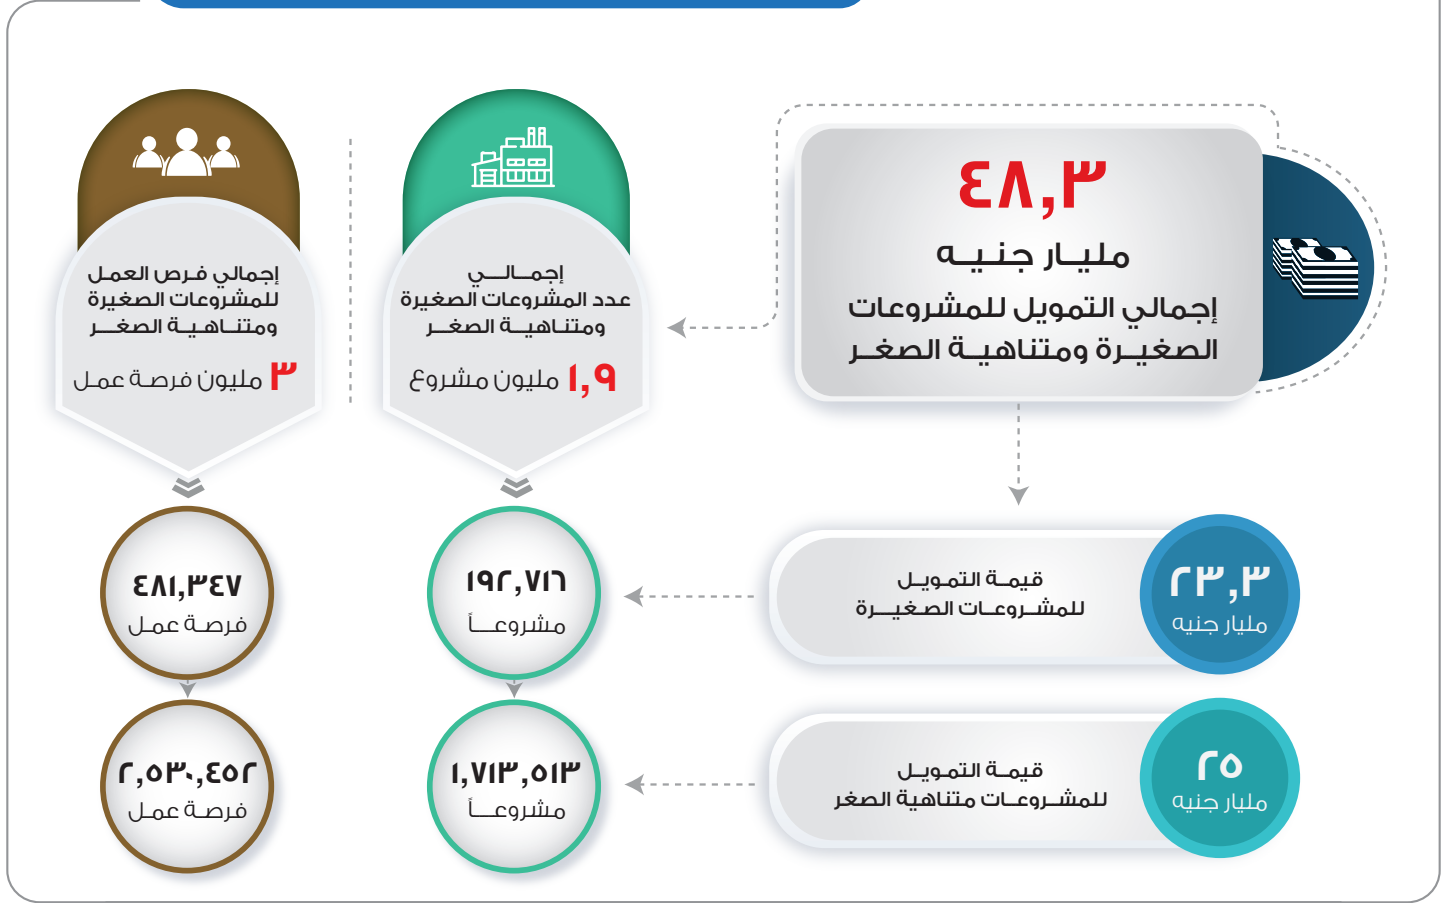 ٤٨,٣
مليار جنيه
إجمالي التمويل للمشروعات
الصغيرة ومتناهية الصغر
إجمالي
عدد المشروعات الصغيرة
ومتناهية الصغر
١,٩ مليون مشروع
إجمالي فرص العمل
للمشروعات الصغيرة
ومتناهية الصغر
٣ مليون فرصة عمل
٢٣,٣
مليار جنيه
قيمة التمويل
للمشروعات الصغيرة
١٩٢,٧١٦
مشروعاً
٤٨١,٣٤٧
فرصة عمل
٢٥
مليار جنيه
قيمة التمويل
للمشروعات متناهية الصغر
١,٧١٣,٥١٣
مشروعاً
٢,٥٣٠,٤٥٢
فرصة عمل